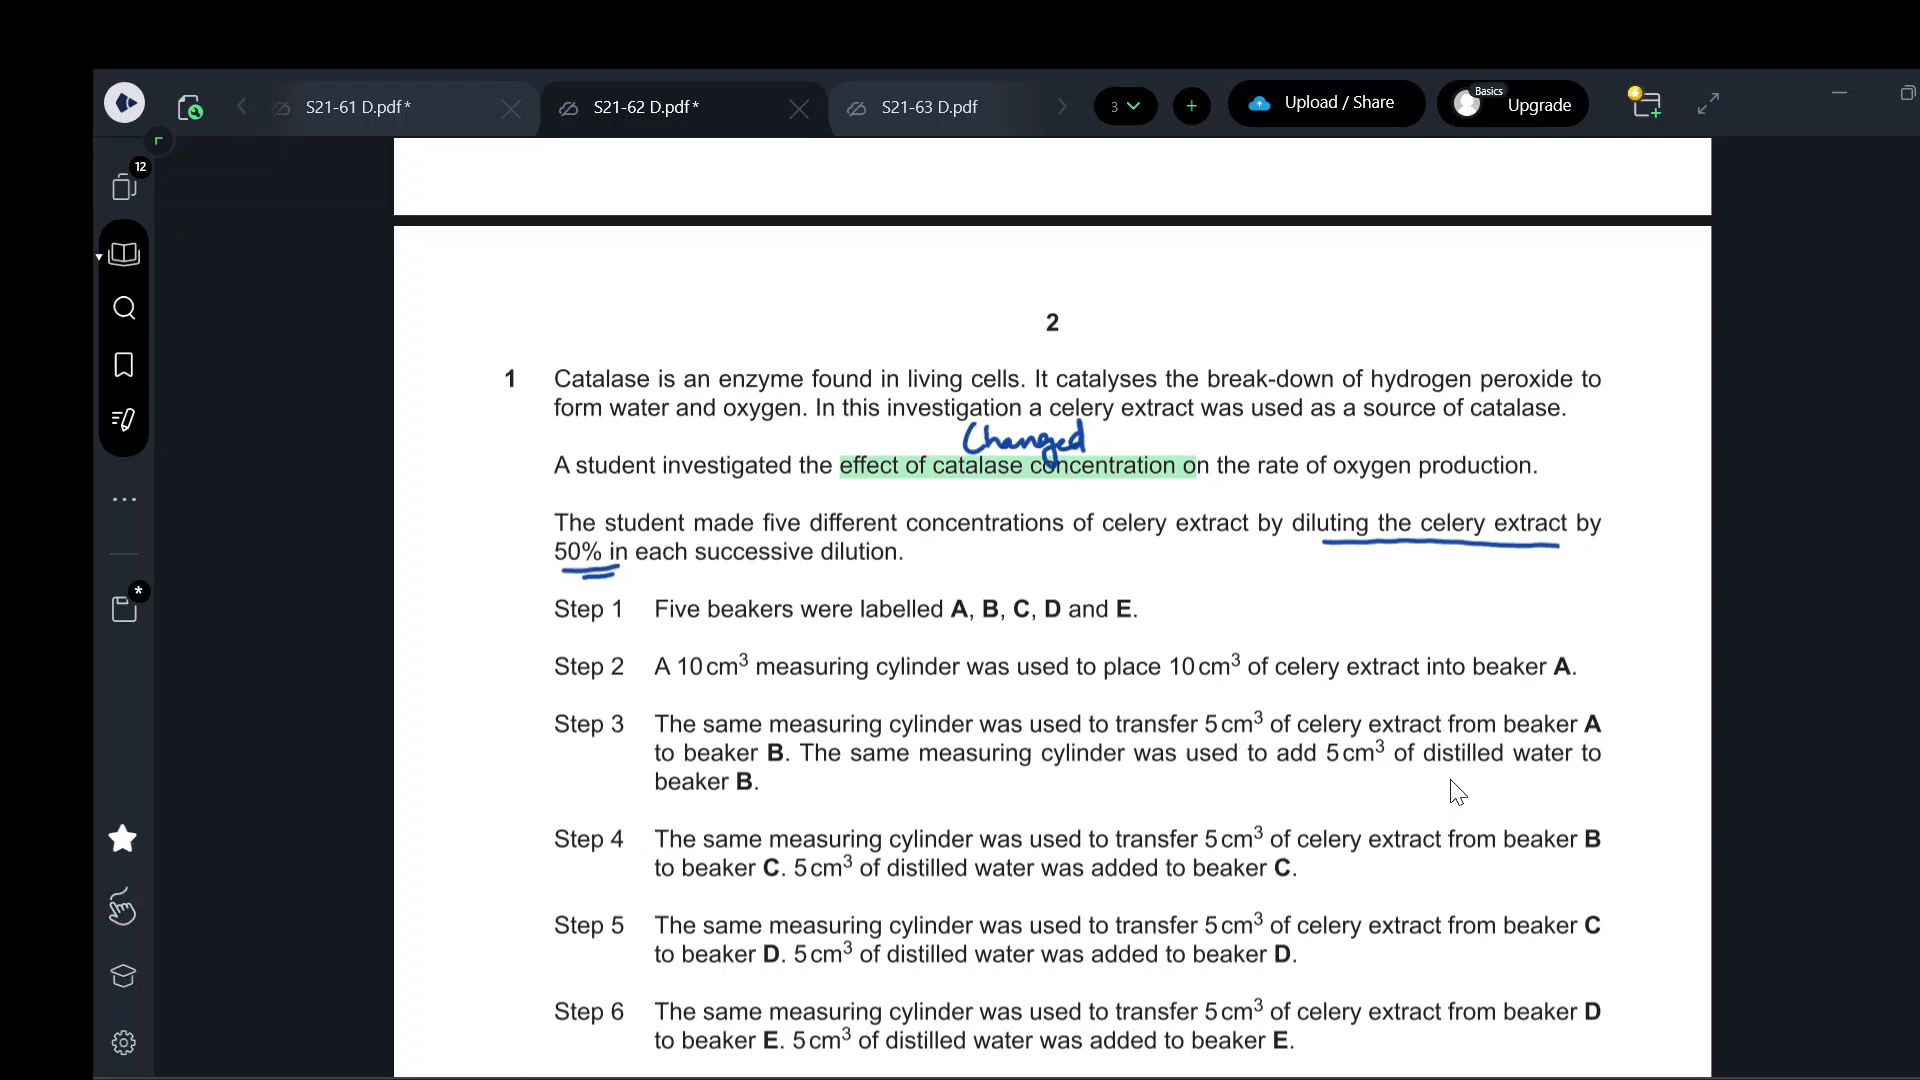 S21-61 D.pdf*
S21-62 D.pdf*
S21-63 D.pdf
3
Upload / Share
Basics
Upgrade
12
2
1 Catalase is an enzyme found in living cells. It catalyses the break-down of hydrogen peroxide to
form water and oxygen. In this investigation a celery extract was used as a source of catalase.
Changed
A student investigated the effect of catalase concentration on the rate of oxygen production.
The student made five different concentrations of celery extract by diluting the celery extract by
50% in each successive dilution.
Step 1 Five beakers were labelled A, B, C, D and E.
Step 2 A 10 cm³ measuring cylinder was used to place 10 cm³ of celery extract into beaker A.
Step 3 The same measuring cylinder was used to transfer 5 cm³ of celery extract from beaker A
to beaker B. The same measuring cylinder was used to add 5 cm³ of distilled water to
beaker B.
Step 4 The same measuring cylinder was used to transfer 5 cm³ of celery extract from beaker B
to beaker C. 5 cm³ of distilled water was added to beaker C.
Step 5 The same measuring cylinder was used to transfer 5 cm³ of celery extract from beaker C
to beaker D. 5 cm³ of distilled water was added to beaker D.
Step 6 The same measuring cylinder was used to transfer 5 cm³ of celery extract from beaker D
to beaker E. 5 cm³ of distilled water was added to beaker E.